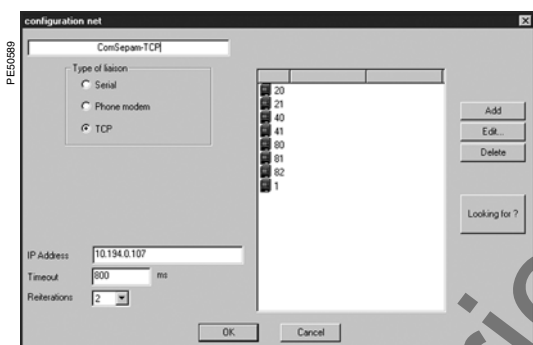 configuration net
PE50589
ComSepam-TCP
Type of liaison
Serial
Phone modem
TCP
20
21
40
41
80
81
82
1
Add
Edit...
Delete
Looking for ?
IP Address
10.194.0.107
Timeout
800
ms
Reiterations
2
OK
Cancel